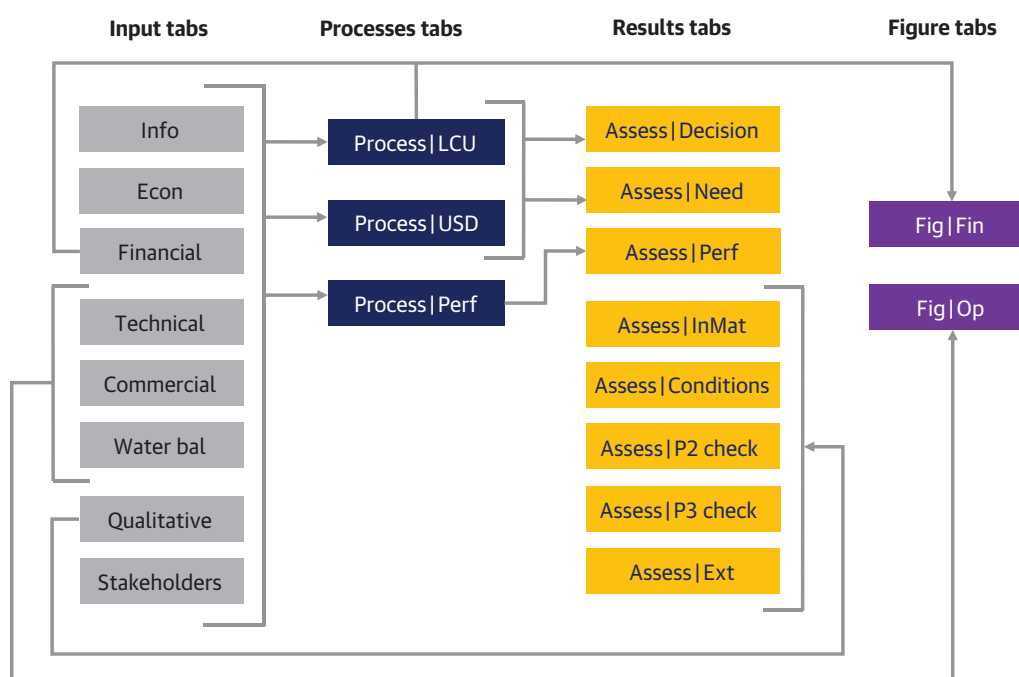 Input tabs
Processes tabs
Results tabs
Figure tabs
Info
Econ
Financial
Technical
Commercial
Water bal
Qualitative
Stakeholders
Process|LCU
Process|USD
Process|Perf
Assess|Decision
Assess|Need
Assess|Perf
Assess|InMat
Assess|Conditions
Assess|P2 check
Assess|P3 check
Assess|Ext
Fig|Fin
Fig|Op